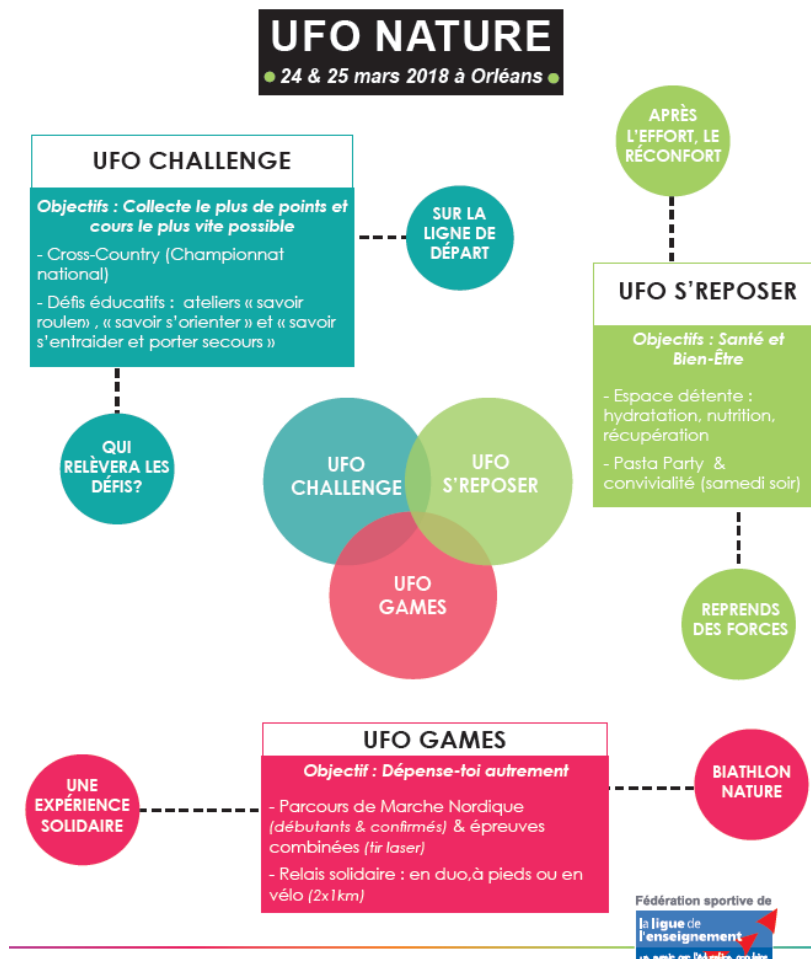 UFO NATURE
24 & 25 mars 2018 à Orléans
APRÈS
L'EFFORT, LE
RÉCONFORT
UFO CHALLENGE
Objectifs : Collecte le plus de points et
cours le plus vite possible
- Cross-Country (Championnat
national)
- Défis éducatifs : ateliers « savoir
roulen» , « savoir s'orienter » et « savoir
s'entraider et porter secours »
SUR LA
LIGNE DE
DÉPART
UFO S'REPOSER
Objectifs : Santé et
Bien-Être
- Espace détente :
hydratation, nutrition,
récupération
- Pasta Party &
convivialité (samedi soir)
QUI
RELÈVERA LES
DÉFIS?
UFO
CHALLENGE
UFO
S'REPOSER
UFO
GAMES
REPRENDS
DES FORCES
UFO GAMES
Objectif : Dépense-toi autrement
- Parcours de Marche Nordique
(débutants & confirmés) & épreuves
combinées (tir laser)
- Relais solidaire : en duo,à pieds ou en
vélo (2x1km)
UNE
EXPÉRIENCE
SOLIDAIRE
BIATHLON
NATURE
Fédération sportive de
la ligue de
l'enseignement